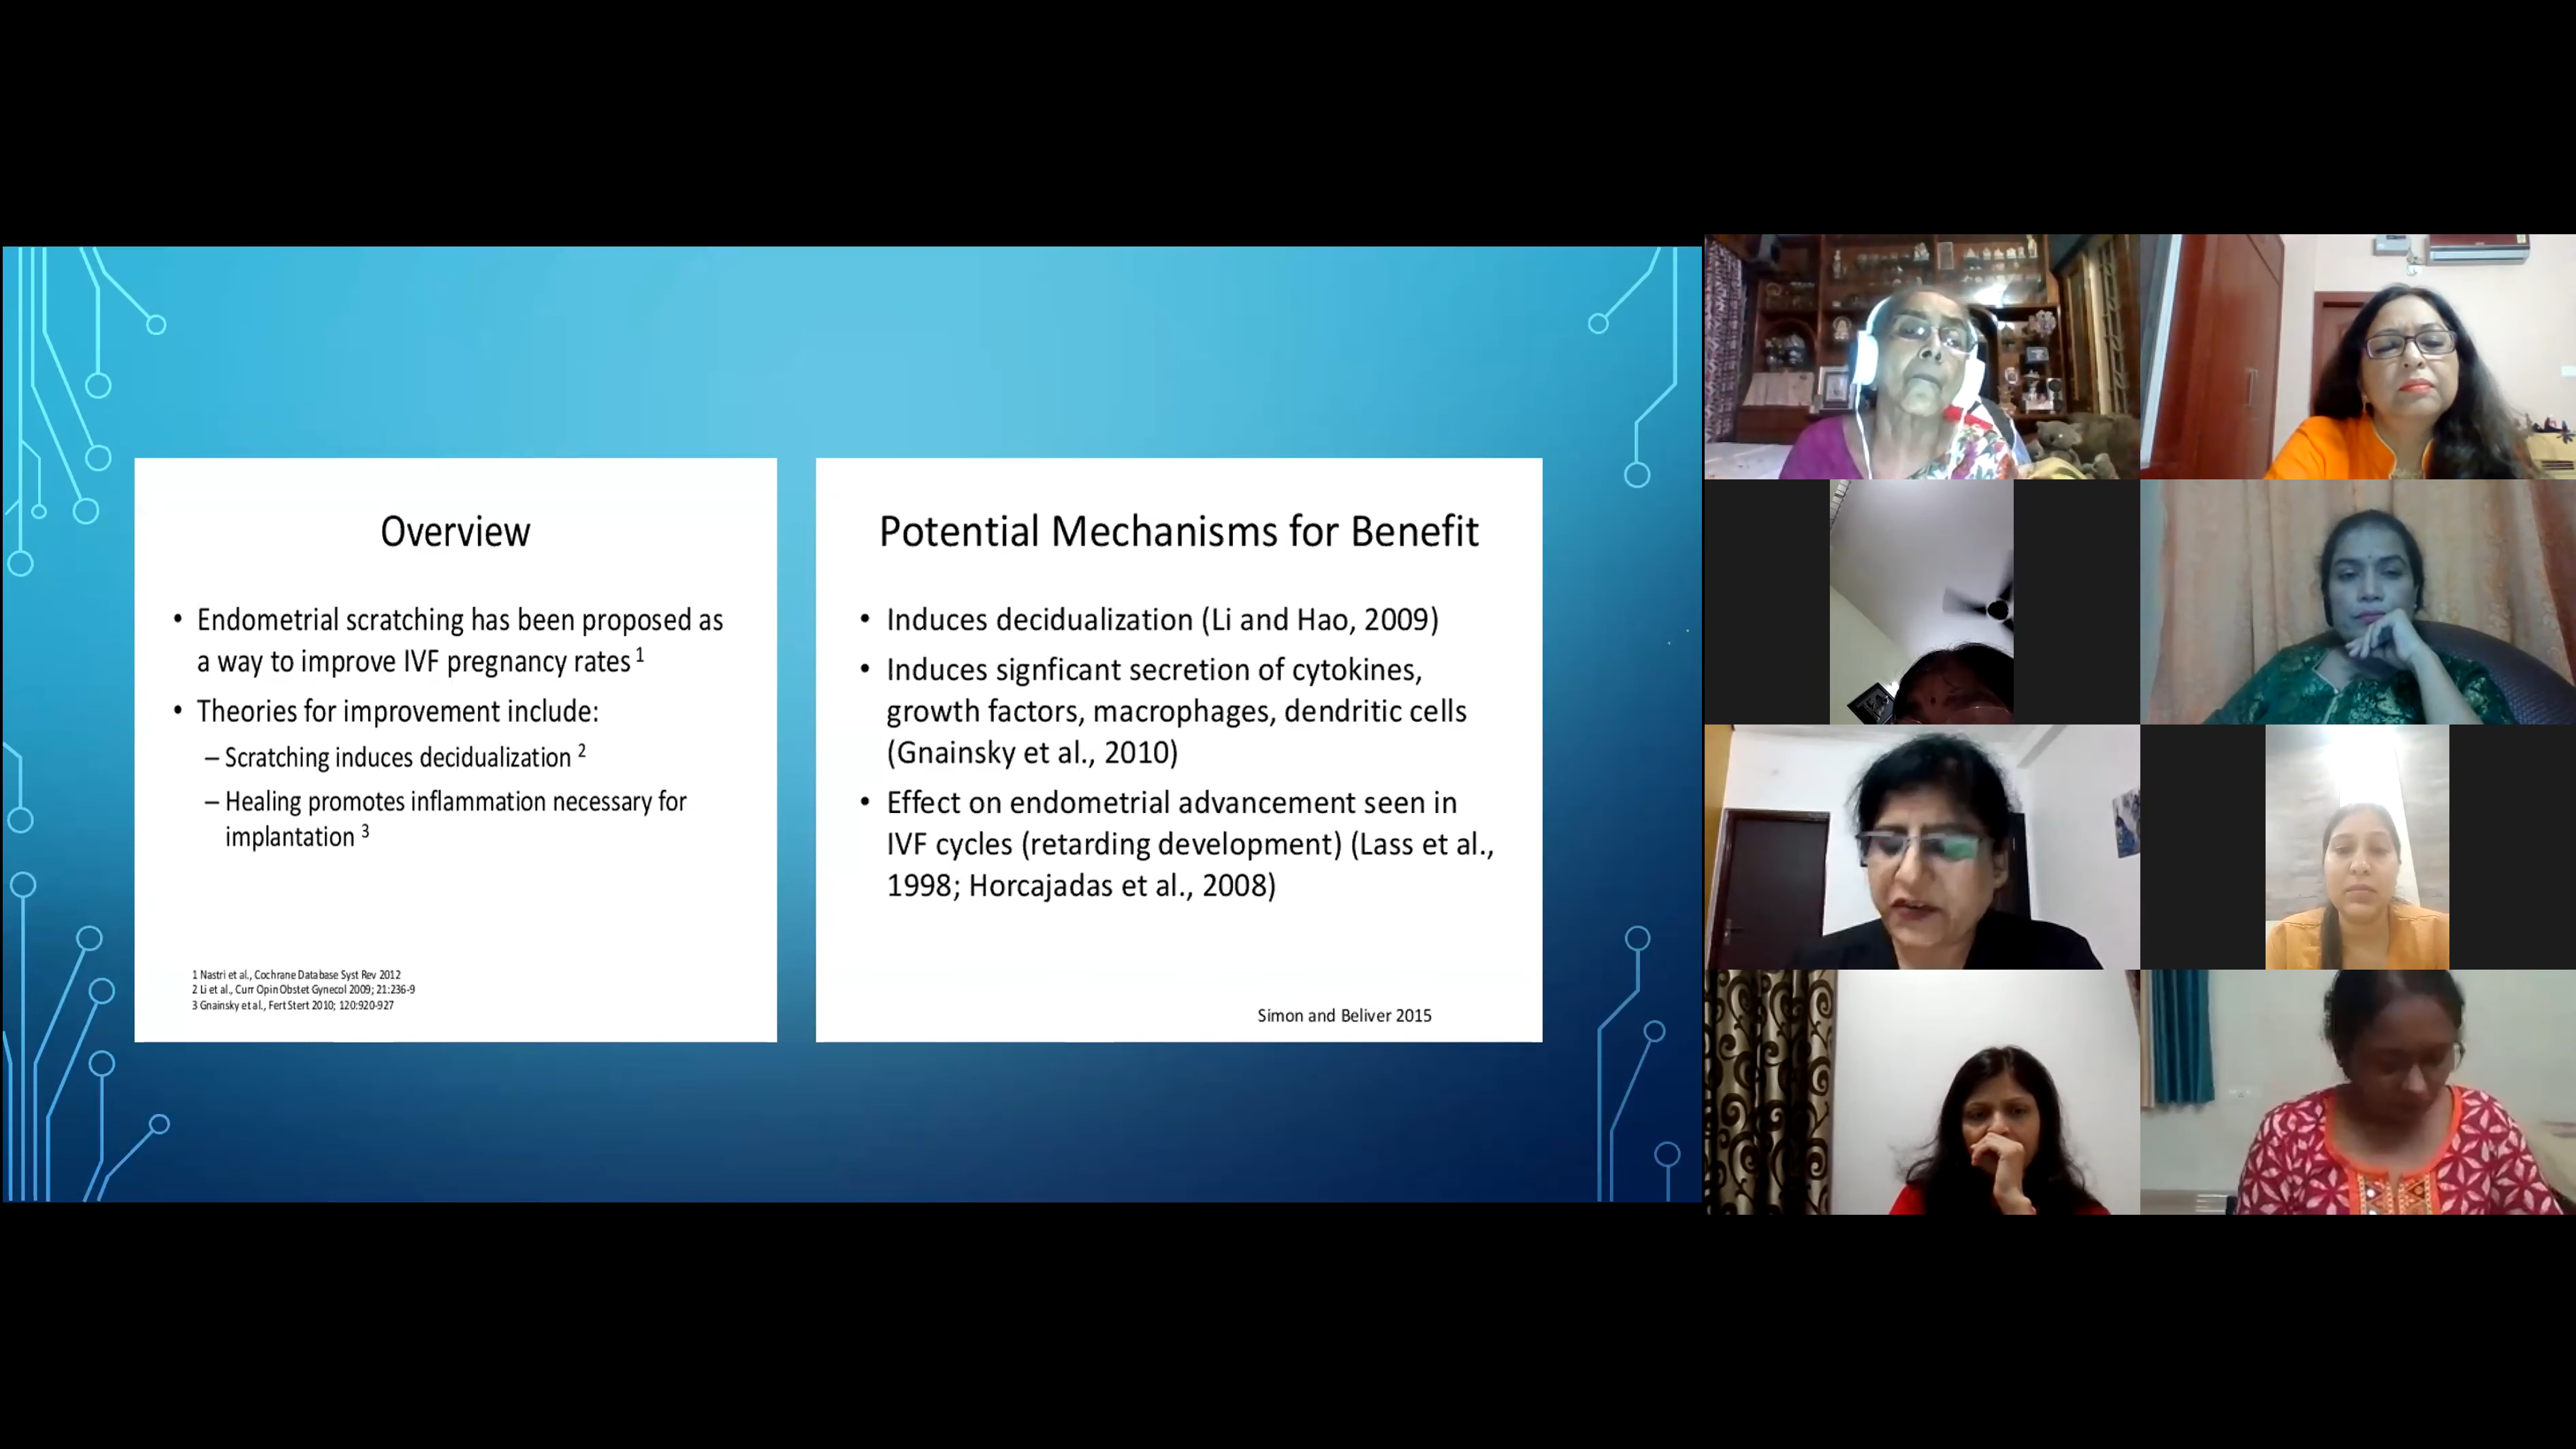 Overview
• Endometrial scratching has been proposed as
a way to improve IVF pregnancy rates 1
• Theories for improvement include:
– Scratching induces decidualization 2
– Healing promotes inflammation necessary for
implantation 3
1 Nastri et al., Cochrane Database Syst Rev 2012
2 Li et al., Curr Opin Obstet Gynecol 2009; 21:236-9
3 Gnainsky et al., Fert Stert 2010; 120:920-927
Potential Mechanisms for Benefit
• Induces decidualization (Li and Hao, 2009)
• Induces signficant secretion of cytokines,
growth factors, macrophages, dendritic cells
(Gnainsky et al., 2010)
• Effect on endometrial advancement seen in
IVF cycles (retarding development) (Lass et al.,
1998; Horcajadas et al., 2008)
Simon and Beliver 2015